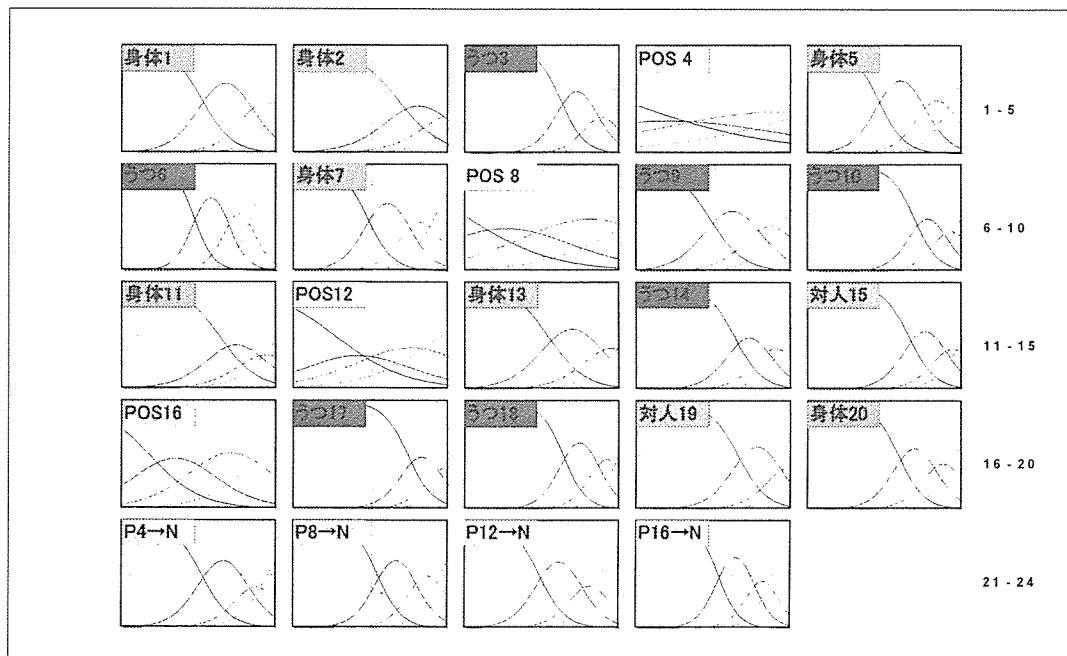 身体1 身体2 うつ3 POS 4 身体5 1 - 5
うつ6 身体7 POS 8 うつ9 うつ10 6 - 10
身体11 POS12 身体13 うつ14 対人15 11 - 15
POS16 うつ17 うつ18 対人19 身体20 16 - 20
P4→N P8→N P12→N P16→N 21 - 24